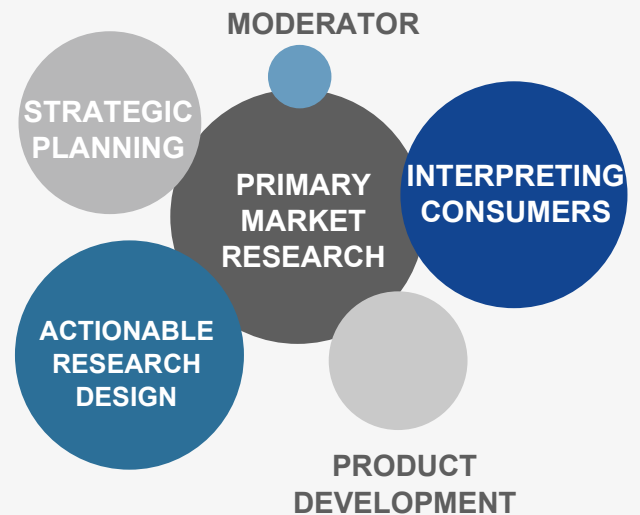 MODERATOR
STRATEGIC
PLANNING
PRIMARY
MARKET
RESEARCH
INTERPRETING
CONSUMERS
ACTIONABLE
RESEARCH
DESIGN
PRODUCT
DEVELOPMENT